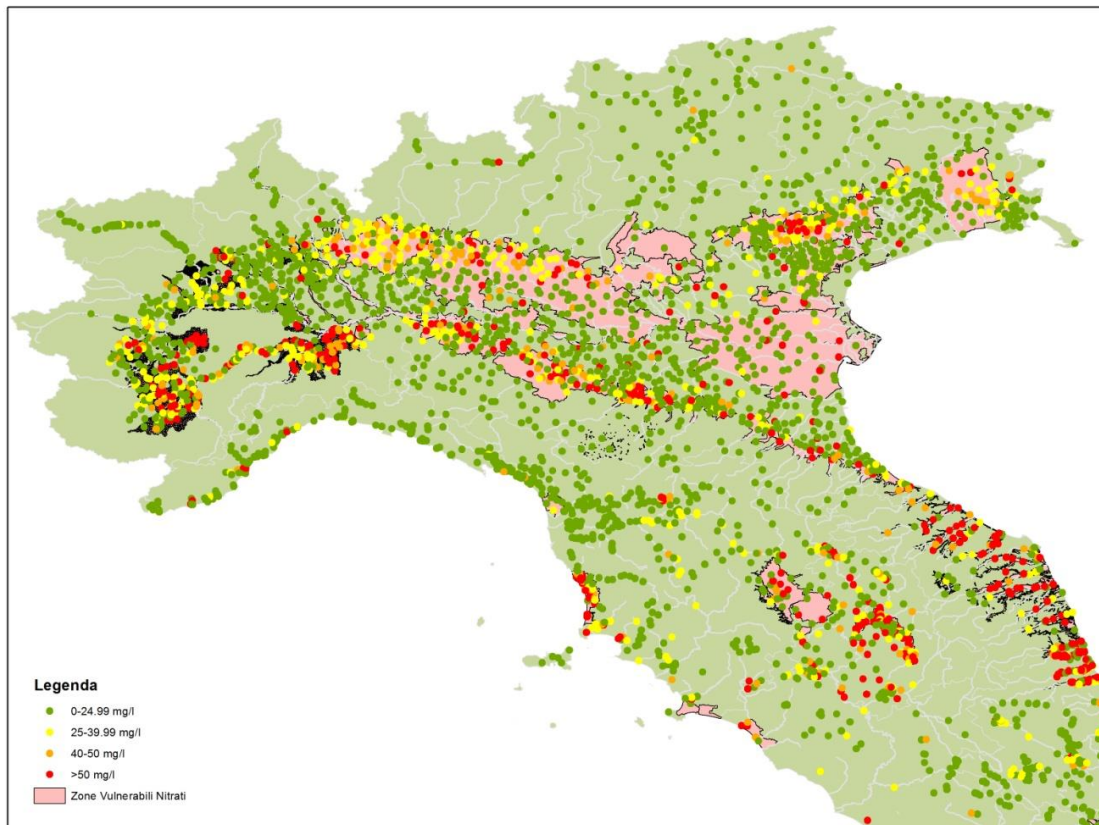 Legenda
0-24.99 mg/l
25-39.99 mg/l
40-50 mg/l
>50 mg/l
Zone Vulnerabili Nitrati